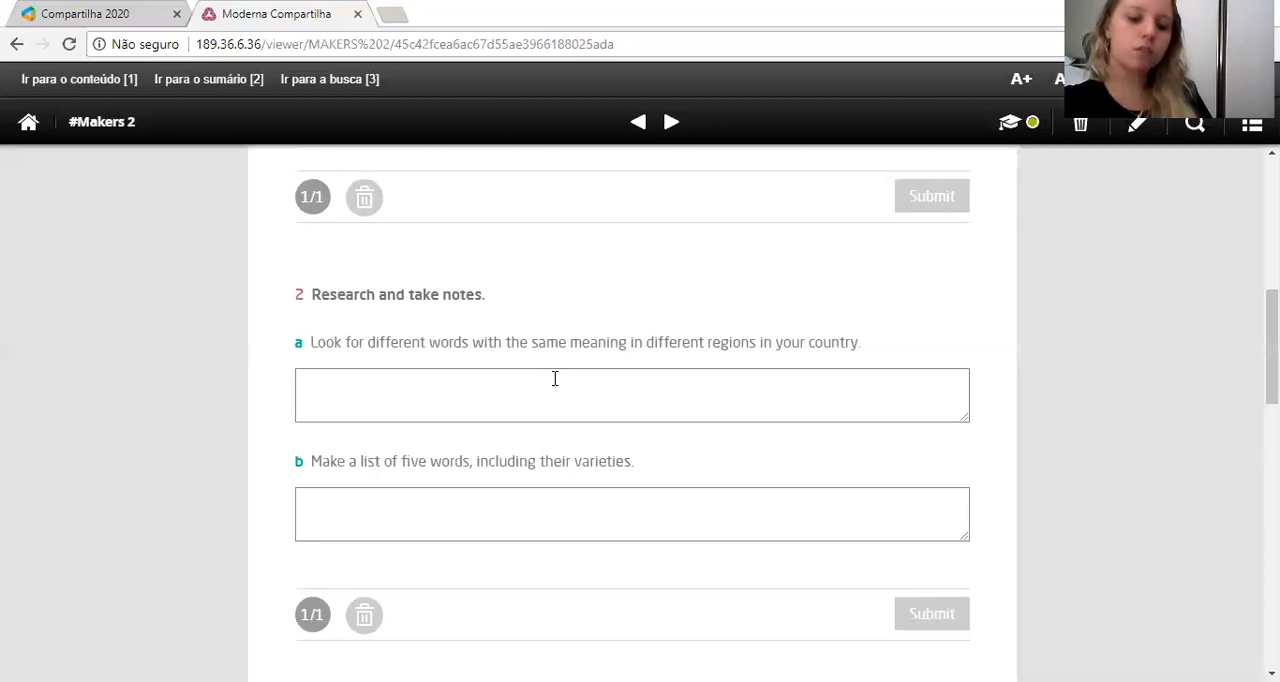 Compartilha 2020
Moderna Compartilha
Não seguro
189.36.6.36/viewer/MAKERS%202/45c42fcea6ac67d55ae3966188025ada
Ir para o conteúdo [1] Ir para o sumário [2] Ir para a busca [3] A+
#Makers 2
1/1 Submit
2 Research and take notes.
a Look for different words with the same meaning in different regions in your country.
b Make a list of five words, including their varieties.
1/1 Submit